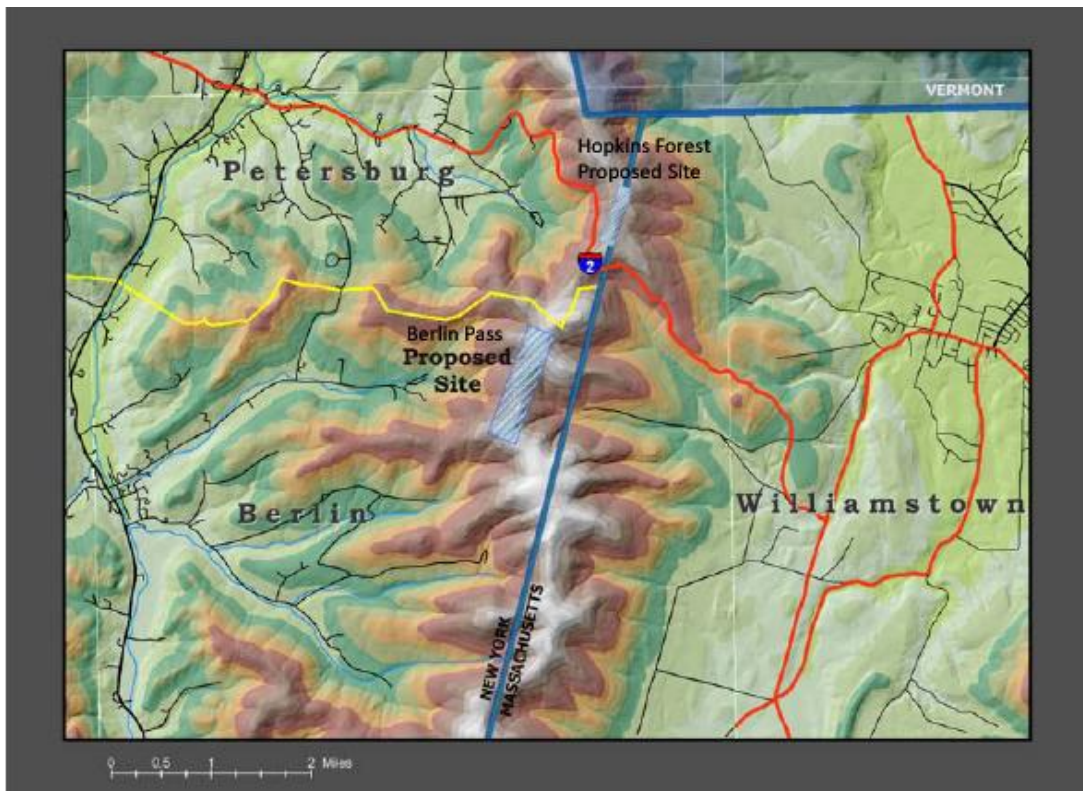 VERMONT
Hopkins Forest
Proposed Site
Petersburg
2
Berlin Pass
Proposed
Site
Williamstown
Berlin
NEW YORK
MASSACHUSETTS
0 0.5 1 2 Miles